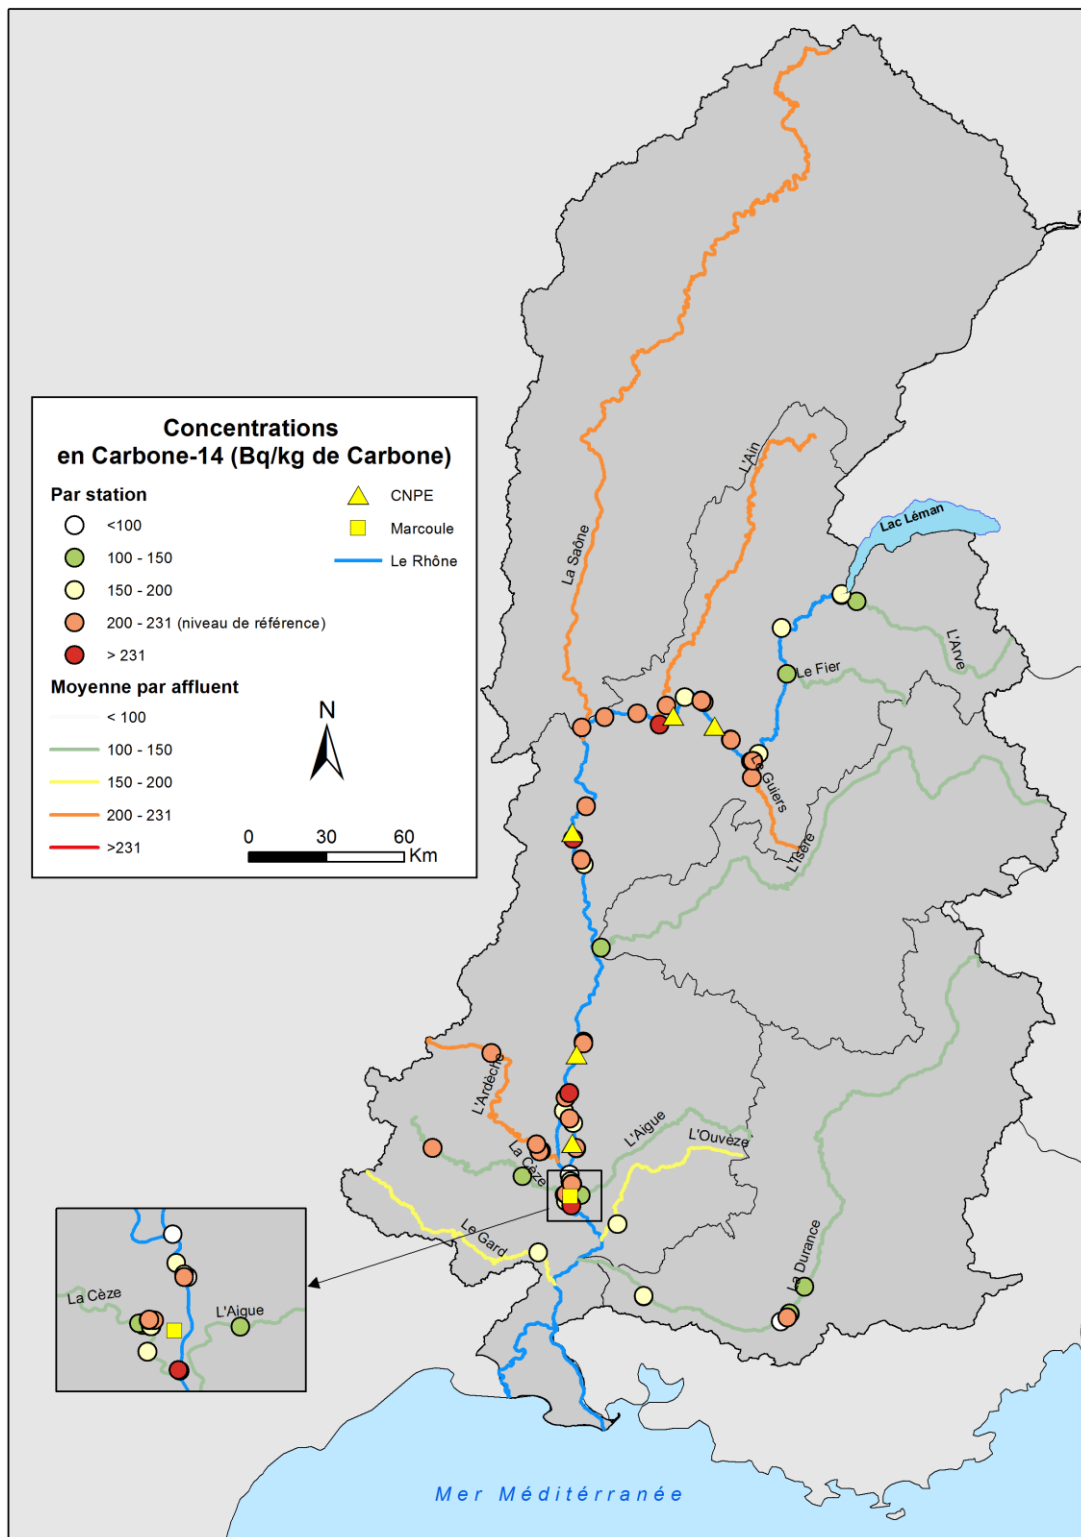 Concentrations
en Carbone-14 (Bq/kg de Carbone)
Par station
<100
100 - 150
150 - 200
200 - 231 (niveau de référence)
> 231
CNPE
Marcoule
Le Rhône
Moyenne par affluent
< 100
100 - 150
150 - 200
200 - 231
>231
N
0 30 60
Km
La Saône
L'Ain
Lac Léman
L'Arve
Le Fier
Le Guiers
L'Isère
L'Ardèche
La Cèze
L'Aigue
L'Ouvèze
Le Gard
La Durance
La Cèze
L'Aigue
Mer Méditérranée